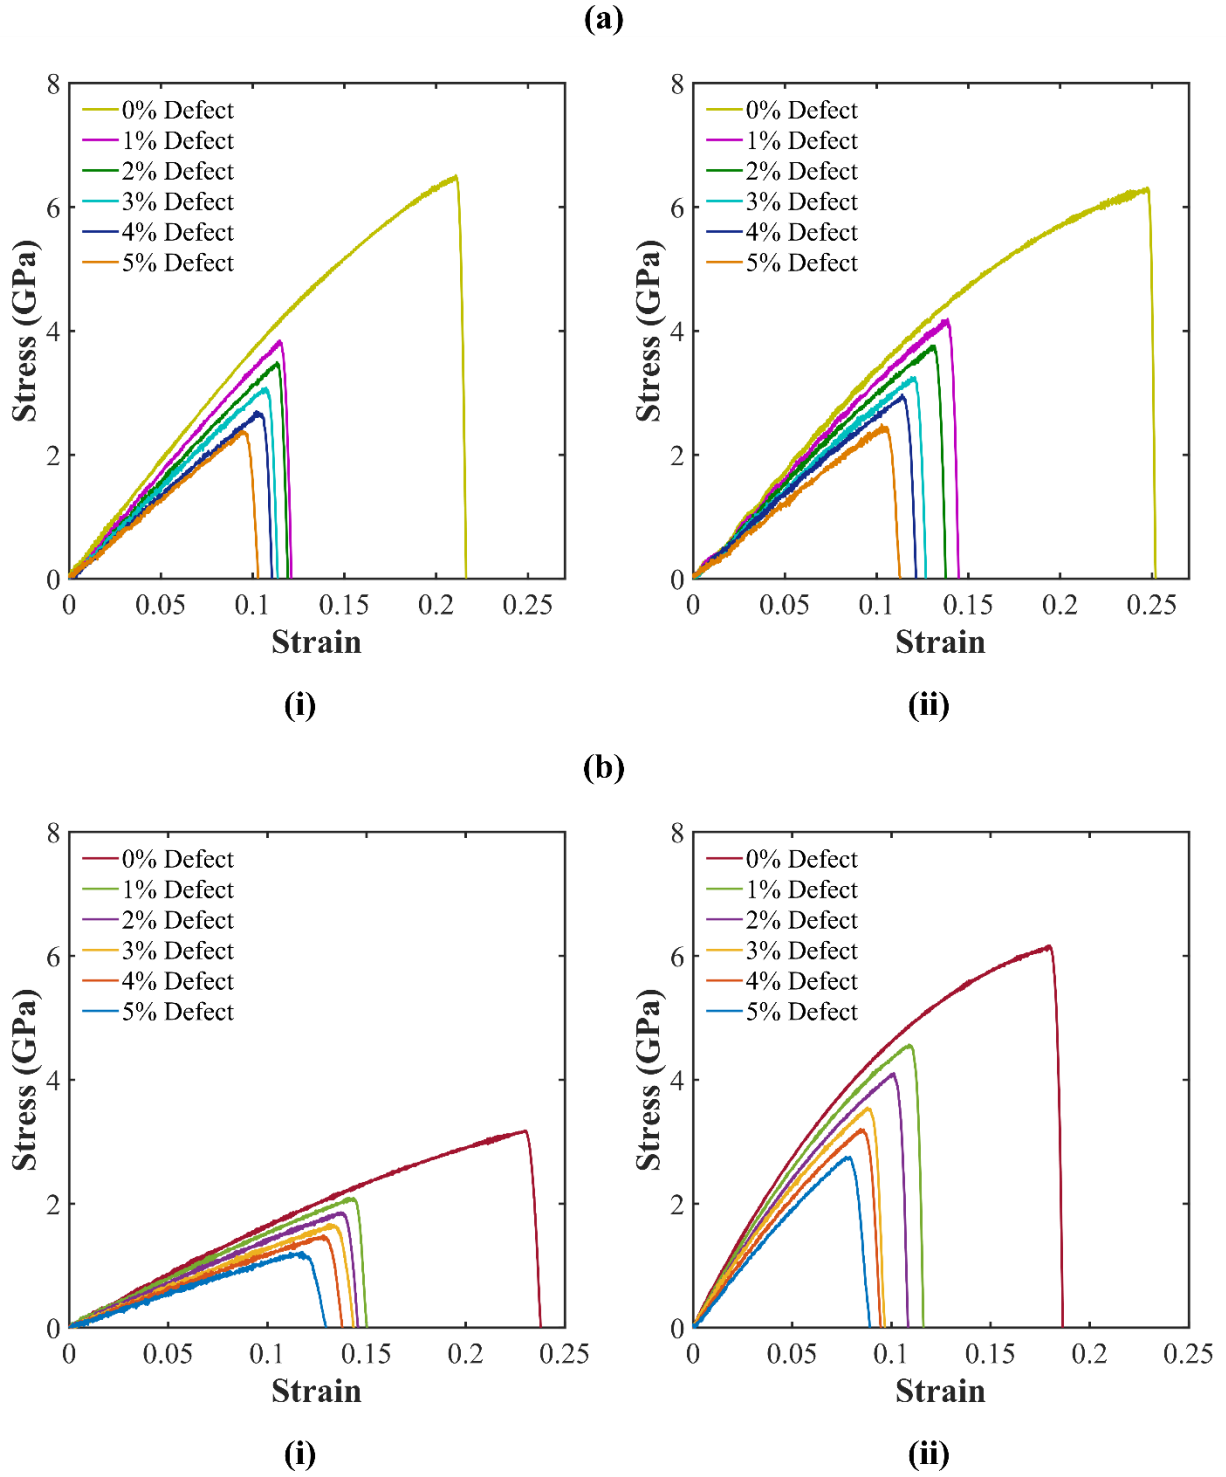 (a)
8
6
4
2
0
Stress (GPa)
0% Defect
1% Defect
2% Defect
3% Defect
4% Defect
5% Defect
0 0.05 0.1 0.15 0.2 0.25
Strain
(i)
8
6
4
2
0
Stress (GPa)
0% Defect
1% Defect
2% Defect
3% Defect
4% Defect
5% Defect
0 0.05 0.1 0.15 0.2 0.25
Strain
(ii)
(b)
8
6
4
2
0
Stress (GPa)
0% Defect
1% Defect
2% Defect
3% Defect
4% Defect
5% Defect
0 0.05 0.1 0.15 0.2 0.25
Strain
(i)
8
6
4
2
0
Stress (GPa)
0% Defect
1% Defect
2% Defect
3% Defect
4% Defect
5% Defect
0 0.05 0.1 0.15 0.2 0.25
Strain
(ii)